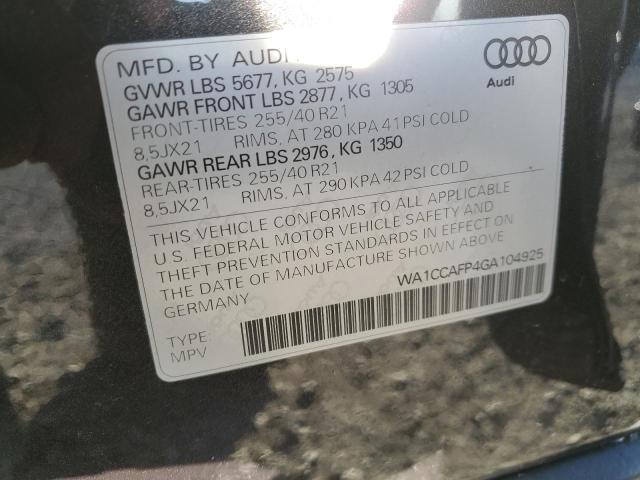 MFD. BY AUDI
Audi
GVWR LBS 5677, KG 2575
GAWR FRONT LBS 2877, KG 1305
FRONT-TIRES 255/40 R21
8,5JX21 RIMS, AT 280 KPA 41 PSI COLD
GAWR REAR LBS 2976, KG 1350
REAR-TIRES 255/40 R21
8,5JX21 RIMS, AT 290 KPA 42 PSI COLD
THIS VEHICLE CONFORMS TO ALL APPLICABLE
U.S. FEDERAL MOTOR VEHICLE SAFETY AND
THEFT PREVENTION STANDARDS IN EFFECT ON
THE DATE OF MANUFACTURE SHOWN ABOVE
GERMANY
WA1CCAFP4GA104925
TYPE:
MPV